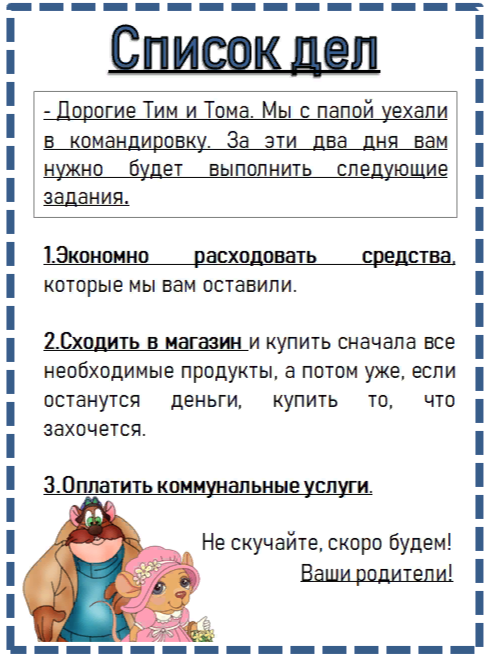 Список дел
- Дорогие Тим и Тома. Мы с папой уехали
в командировку. За эти два дня вам
нужно будет выполнить следующие
задания.
1.Экономно расходовать средства,
которые мы вам оставили.
2.Сходить в магазин и купить сначала все
необходимые продукты, а потом уже, если
останутся деньги, купить то, что
захочется.
3.Оплатить коммунальные услуги.
Не скучайте, скоро будем!
Ваши родители!